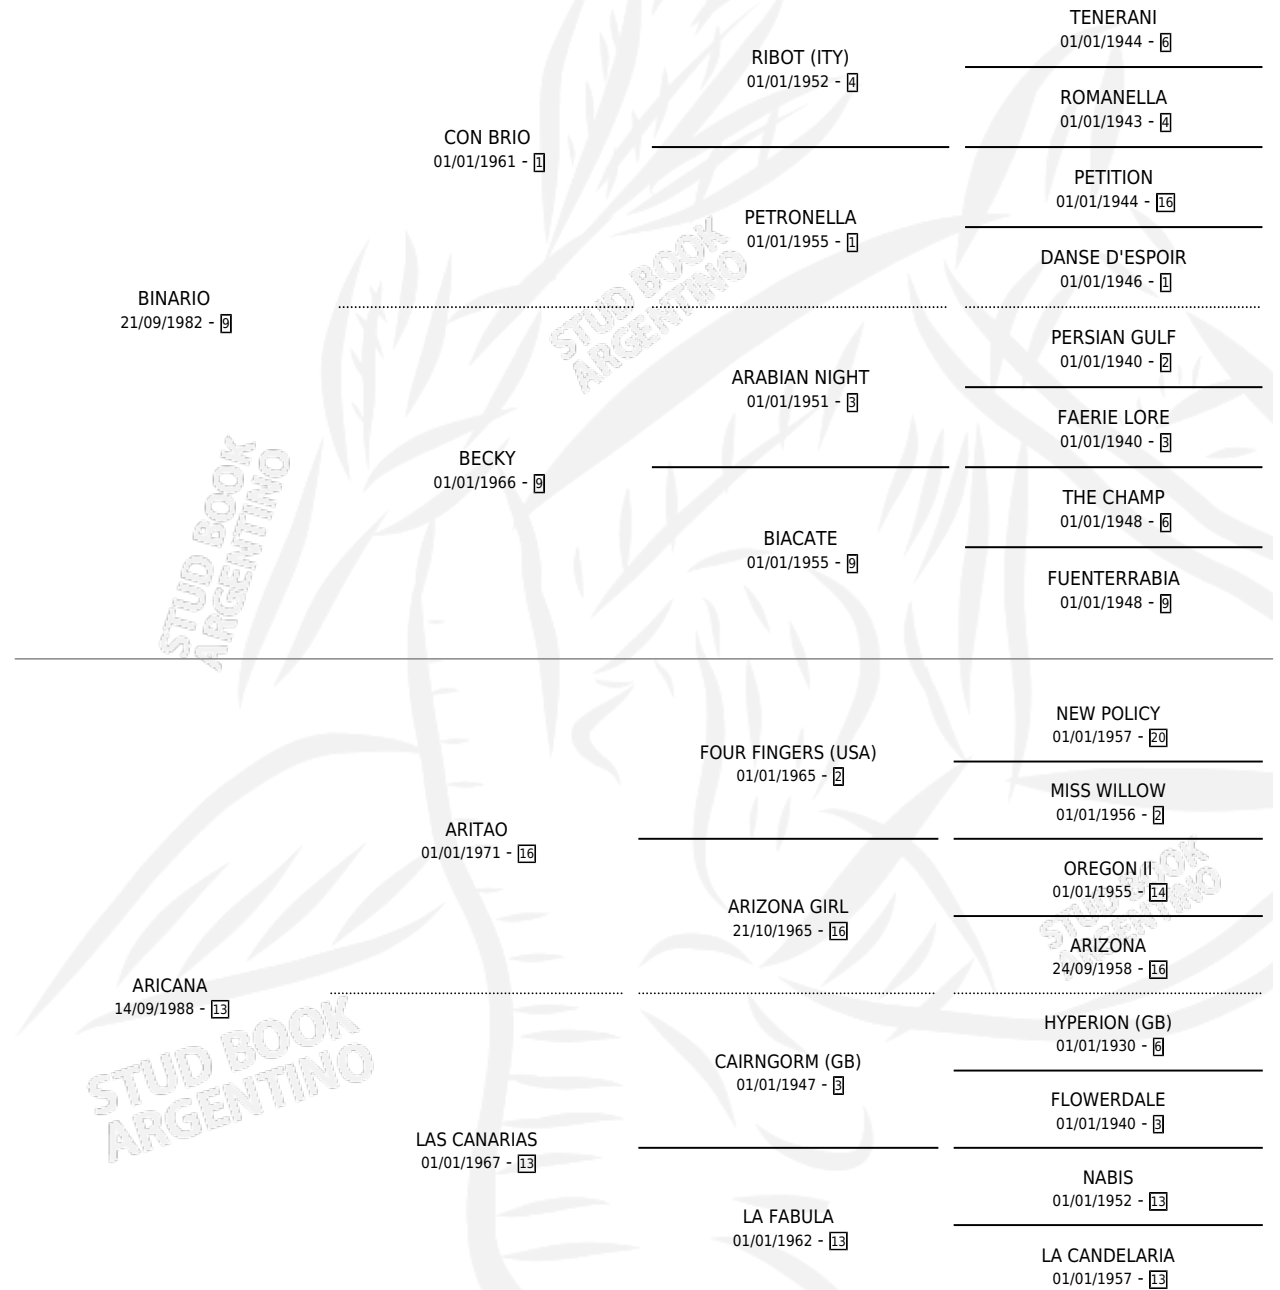 TENERANI
01/01/1944 - 6
RIBOT (ITY)
01/01/1952 - 4
ROMANELLA
01/01/1943 - 4
CON BRIO
01/01/1961 - 1
PETITION
01/01/1944 - 16
PETRONELLA
01/01/1955 - 1
DANSE D'ESPOIR
01/01/1946 - 1
BINARIO
21/09/1982 - 9
STUD BOOK
ARGENTINO
PERSIAN GULF
01/01/1940 - 2
ARABIAN NIGHT
01/01/1951 - 3
FAERIE LORE
01/01/1940 - 3
BECKY
01/01/1966 - 9
THE CHAMP
01/01/1948 - 6
BIACATE
01/01/1955 - 9
FUENTERRABIA
01/01/1948 - 9
STUD BOOK
ARGENTINO
NEW POLICY
01/01/1957 - 20
FOUR FINGERS (USA)
01/01/1965 - 2
MISS WILLOW
01/01/1956 - 2
ARITAO
01/01/1971 - 16
OREGON II
01/01/1955 - 14
ARIZONA GIRL
21/10/1965 - 16
STUD BOOK
ARGENTINO
ARIZONA
24/09/1958 - 16
ARICANA
14/09/1988 - 13
HYPERION (GB)
01/01/1930 - 6
CAIRNGORM (GB)
01/01/1947 - 3
STUD BOOK
ARGENTINO
FLOWERDALE
01/01/1940 - 3
LAS CANARIAS
01/01/1967 - 13
NABIS
01/01/1952 - 13
LA FABULA
01/01/1962 - 13
LA CANDELARIA
01/01/1957 - 13